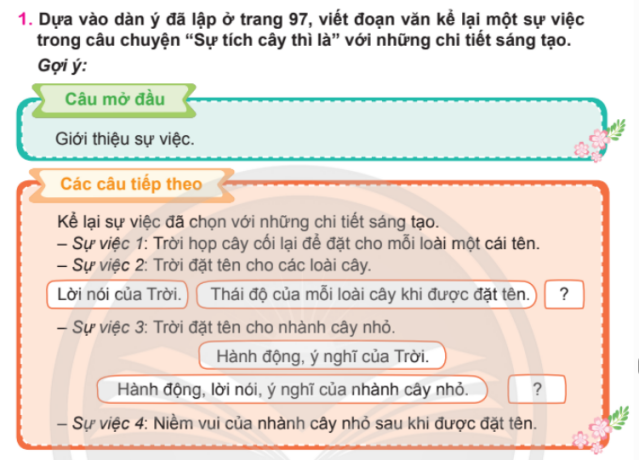 1. Dựa vào dàn ý đã lập ở trang 97, viết đoạn văn kể lại một sự việc
trong câu chuyện “Sự tích cây thì là” với những chi tiết sáng tạo.
Gợi ý:
Câu mở đầu
Giới thiệu sự việc.
Các câu tiếp theo
Kể lại sự việc đã chọn với những chi tiết sáng tạo.
– Sự việc 1: Trời họp cây cối lại để đặt cho mỗi loài một cái tên.
– Sự việc 2: Trời đặt tên cho các loài cây.
Lời nói của Trời. Thái độ của mỗi loài cây khi được đặt tên. ?
– Sự việc 3: Trời đặt tên cho nhành cây nhỏ.
Hành động, ý nghĩ của Trời.
Hành động, lời nói, ý nghĩ của nhành cây nhỏ. ?
– Sự việc 4: Niềm vui của nhành cây nhỏ sau khi được đặt tên.